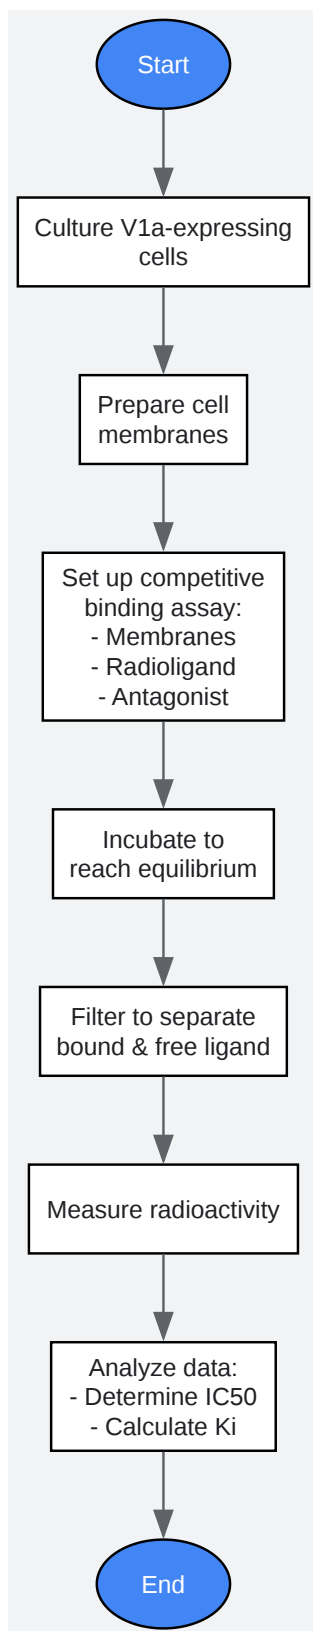 Start
Culture V1a-expressing
cells
Prepare cell
membranes
Set up competitive
binding assay:
- Membranes
- Radioligand
- Antagonist
Incubate to
reach equilibrium
Filter to separate
bound & free ligand
Measure radioactivity
Analyze data:
- Determine IC50
- Calculate Ki
End